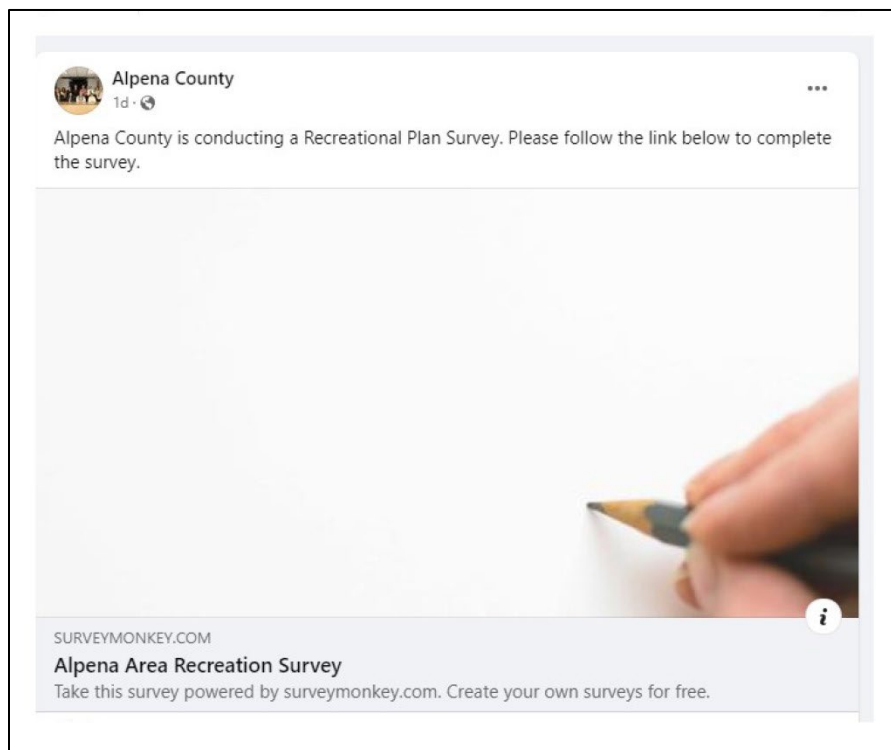 Alpena County
1d ·
Alpena County is conducting a Recreational Plan Survey. Please follow the link below to complete
the survey.
SURVEYMONKEY.COM
Alpena Area Recreation Survey
Take this survey powered by surveymonkey.com. Create your own surveys for free.